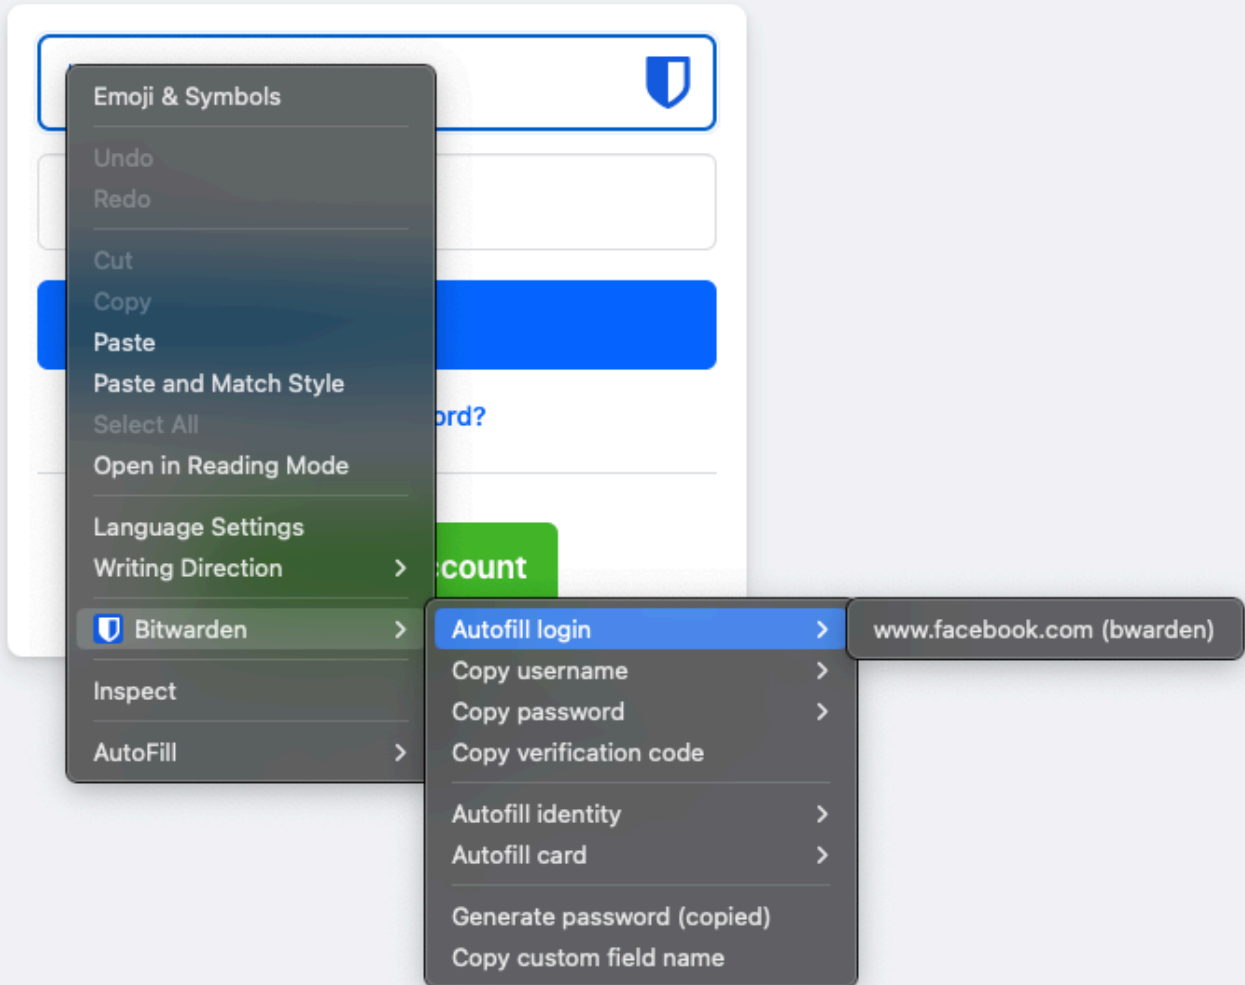 Emoji & Symbols
Undo
Redo
Cut
Copy
Paste
Paste and Match Style
Select All
ord?
Open in Reading Mode
Language Settings
Writing Direction
count
Bitwarden
Autofill login
www.facebook.com (bwarden)
Copy username
Inspect
Copy password
AutoFill
Copy verification code
Autofill identity
Autofill card
Generate password (copied)
Copy custom field name